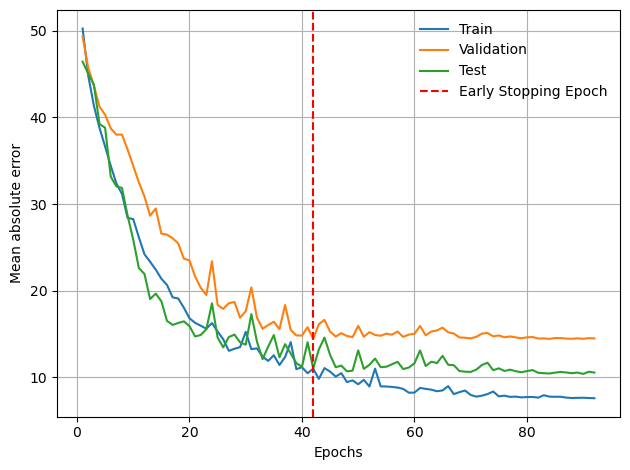 50
40
30
20
10
0
20
40
60
80
Mean absolute error
Epochs
Train
Validation
Test
Early Stopping Epoch